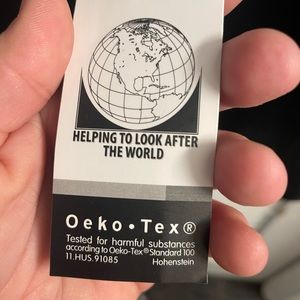 HELPING TO LOOK AFTER
THE WORLD
Oeko • Tex®
Tested for harmful substances
according to Oeko-Tex® Standard 100
11.HUS.91085 Hohenstein